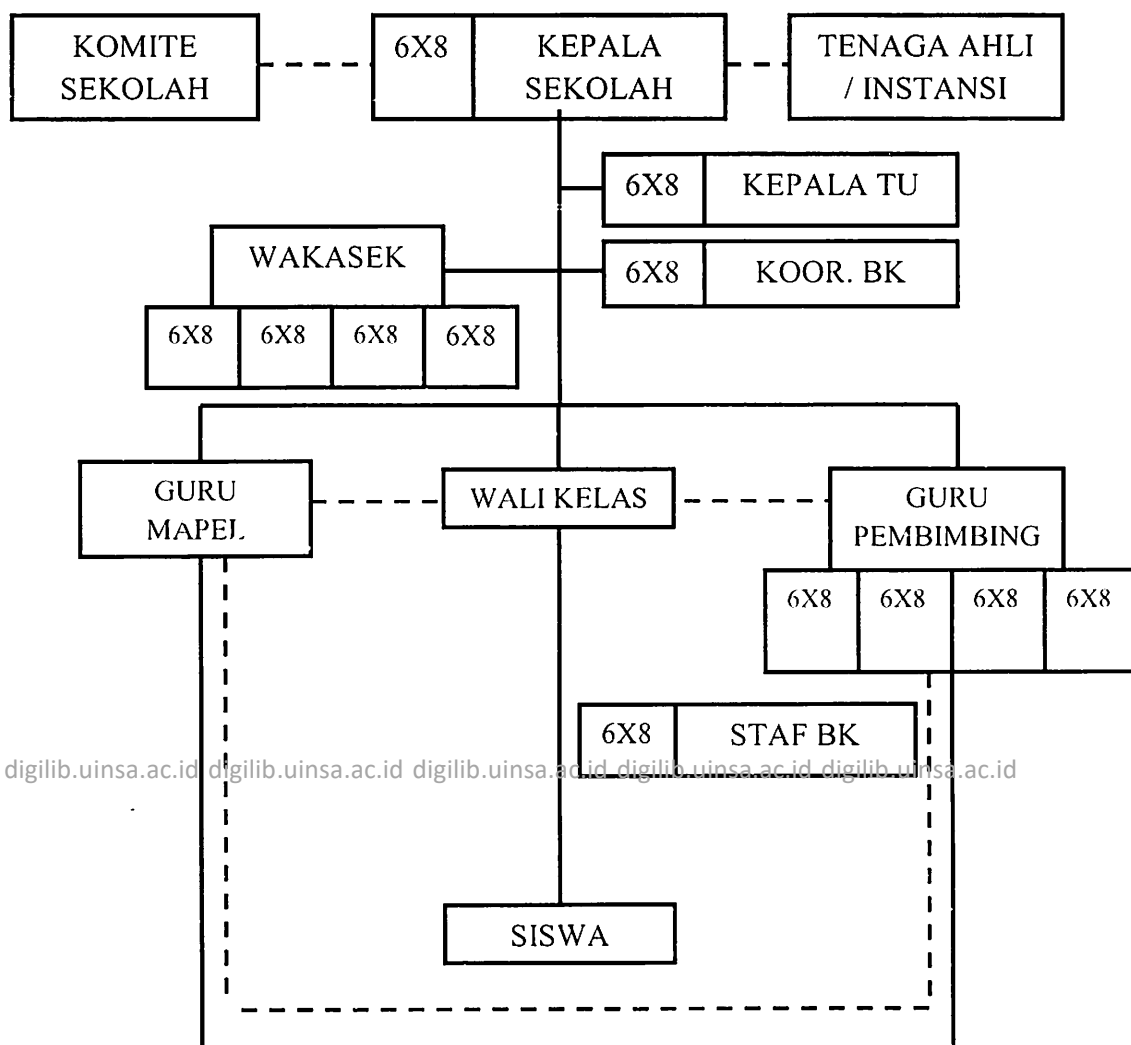 KOMITE
SEKOLAH
6X8
KEPALA
SEKOLAH
TENAGA AHLI
/ INSTANSI
6X8
KEPALA TU
WAKASEK
6X8
KOOR. BK
6X8
6X8
6X8
6X8
GURU
MAPEL
WALI KELAS
GURU
PEMBIMBING
6X8
6X8
6X8
6X8
6X8
STAF BK
digilib.uinsa.ac.id digilib.uinsa.ac.id digilib.uinsa.ac.id digilib.uinsa.ac.id digilib.uinsa.ac.id
SISWA